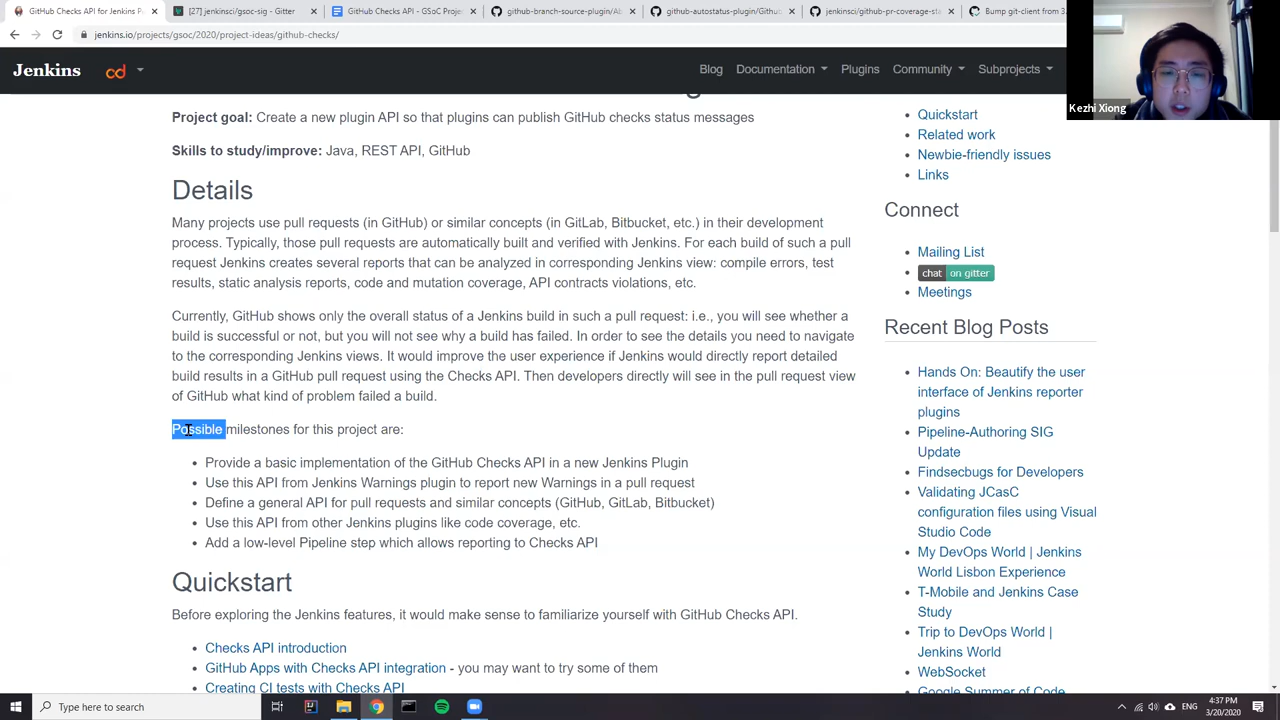 GitHub Checks API for Jenkins P
[27] jenkinsci/gsoc-sig - Gitter
GitHub Checks API - GSoC Proje
github-branch-source-plugin/Ab
github-autostatus-plugin/Github
jenkinsci/github-pr-coverage-st
Bump git-client from 3.
jenkins.io/projects/gsoc/2020/project-ideas/github-checks/
Jenkins
cd
Blog Documentation Plugins Community Subprojects
Kezhi Xiong
Project goal: Create a new plugin API so that plugins can publish GitHub checks status messages
Skills to study/improve: Java, REST API, GitHub
Details
Many projects use pull requests (in GitHub) or similar concepts (in GitLab, Bitbucket, etc.) in their development
process. Typically, those pull requests are automatically built and verified with Jenkins. For each build of such a pull
request Jenkins creates several reports that can be analyzed in corresponding Jenkins view: compile errors, test
results, static analysis reports, code and mutation coverage, API contracts violations, etc.
Currently, GitHub shows only the overall status of a Jenkins build in such a pull request: i.e., you will see whether a
build is successful or not, but you will not see why a build has failed. In order to see the details you need to navigate
to the corresponding Jenkins views. It would improve the user experience if Jenkins would directly report detailed
build results in a GitHub pull request using the Checks API. Then developers directly will see in the pull request view
of GitHub what kind of problem failed a build.
Possible milestones for this project are:
• Provide a basic implementation of the GitHub Checks API in a new Jenkins Plugin
• Use this API from Jenkins Warnings plugin to report new Warnings in a pull request
• Define a general API for pull requests and similar concepts (GitHub, GitLab, Bitbucket)
• Use this API from other Jenkins plugins like code coverage, etc.
• Add a low-level Pipeline step which allows reporting to Checks API
Quickstart
Before exploring the Jenkins features, it would make sense to familiarize yourself with GitHub Checks API.
• Checks API introduction
• GitHub Apps with Checks API integration - you may want to try some of them
• Creating CI tests with Checks API
• Quickstart
• Related work
• Newbie-friendly issues
• Links
Connect
• Mailing List
• chat on gitter
• Meetings
Recent Blog Posts
• Hands On: Beautify the user
interface of Jenkins reporter
plugins
• Pipeline-Authoring SIG
Update
• Findsecbugs for Developers
• Validating JCasC
configuration files using Visual
Studio Code
• My DevOps World | Jenkins
World Lisbon Experience
• T-Mobile and Jenkins Case
Study
• Trip to DevOps World |
Jenkins World
• WebSocket
• Google Summer of Code
Type here to search
ENG
4:37 PM
3/20/2020